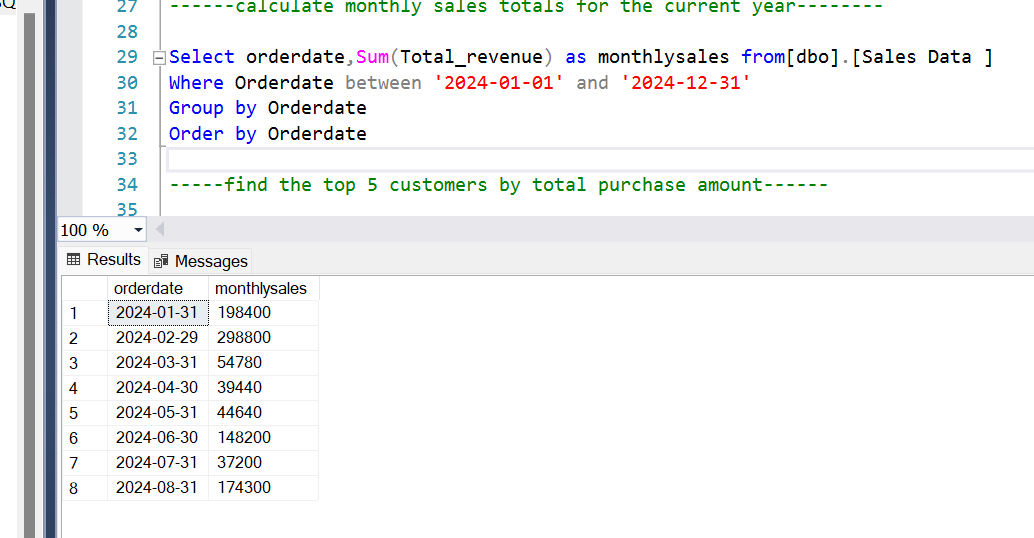 27 ------calculate monthly sales totals for the current year--------
28
29 Select orderdate,Sum(Total_revenue) as monthlysales from[dbo].[Sales Data ]
30 Where Orderdate between '2024-01-01' and '2024-12-31'
31 Group by Orderdate
32 Order by Orderdate
33
34 -----find the top 5 customers by total purchase amount------
35
100 %
Results Messages
orderdate monthlysales
1 2024-01-31 198400
2 2024-02-29 298800
3 2024-03-31 54780
4 2024-04-30 39440
5 2024-05-31 44640
6 2024-06-30 148200
7 2024-07-31 37200
8 2024-08-31 174300